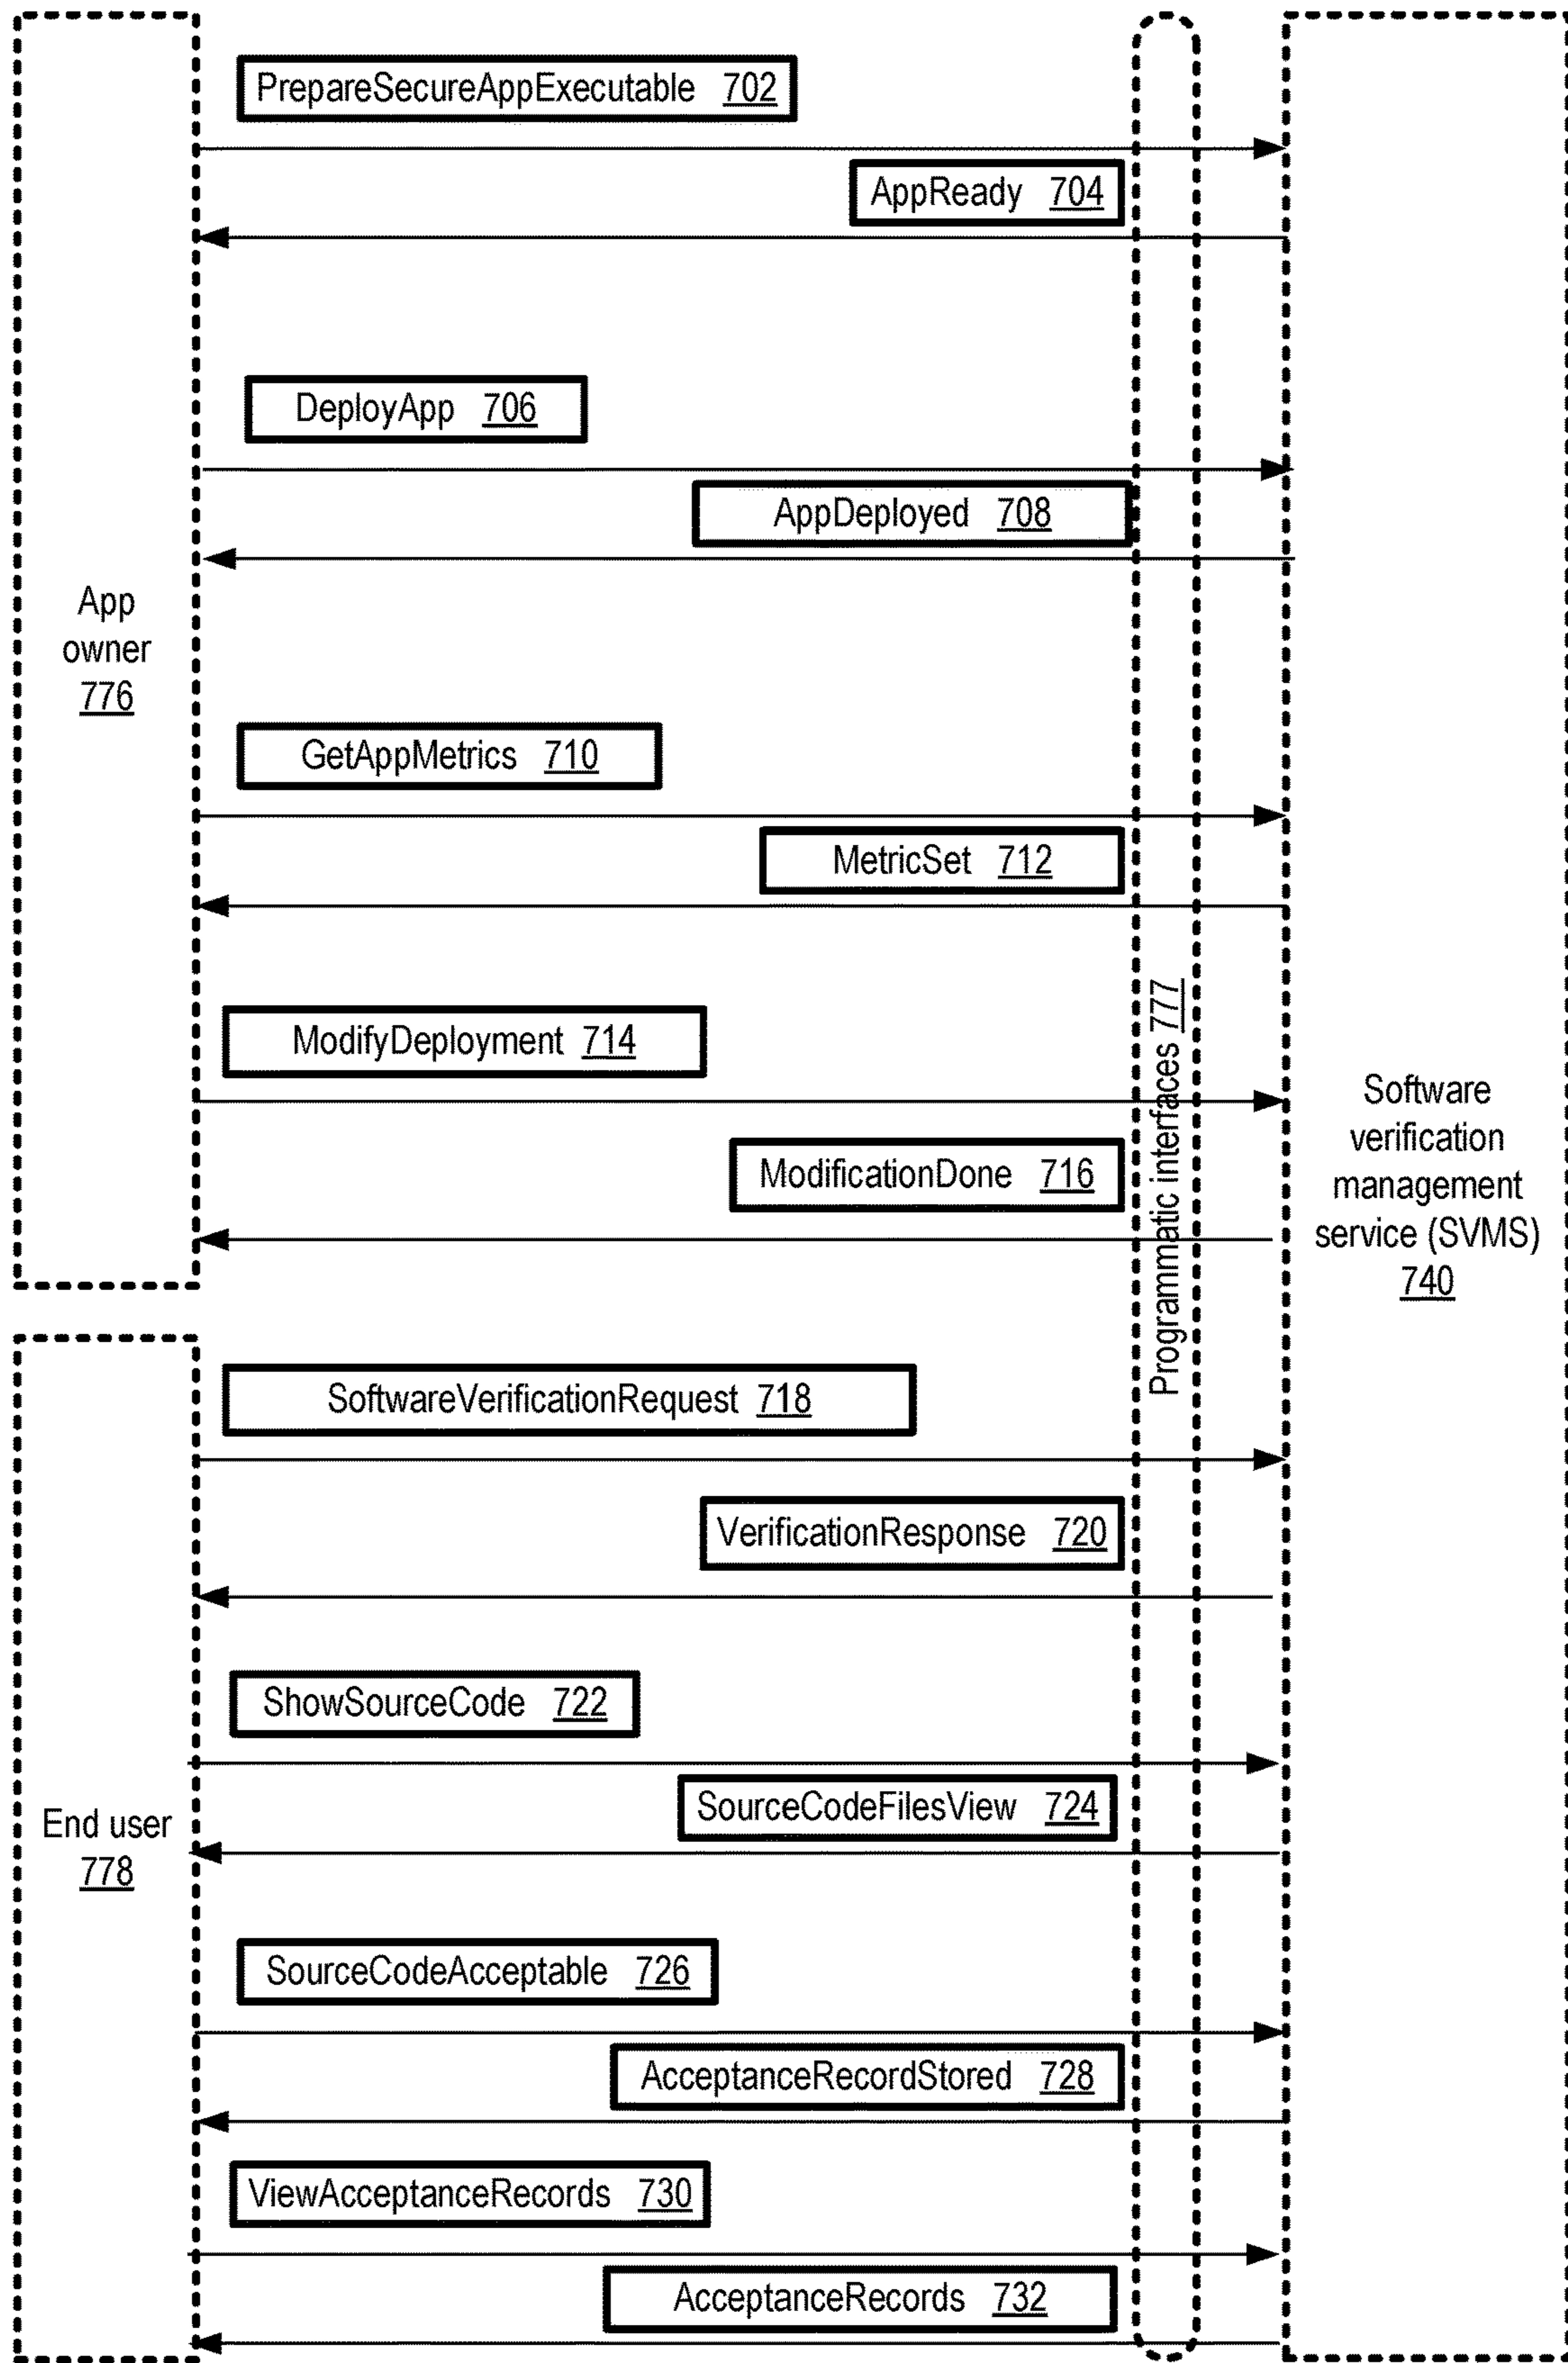 PrepareSecureAppExecutable 702
AppReady 704
DeployApp 706
AppDeployed 708
App
owner
776
GetAppMetrics 710
MetricSet 712
ModifyDeployment 714
ModificationDone 716
Programmatic interfaces 777
Software
verification
management
service (SVMS)
740
SoftwareVerificationRequest 718
VerificationResponse 720
ShowSourceCode 722
SourceCodeFilesView 724
End user
778
SourceCodeAcceptable 726
AcceptanceRecordStored 728
ViewAcceptanceRecords 730
AcceptanceRecords 732